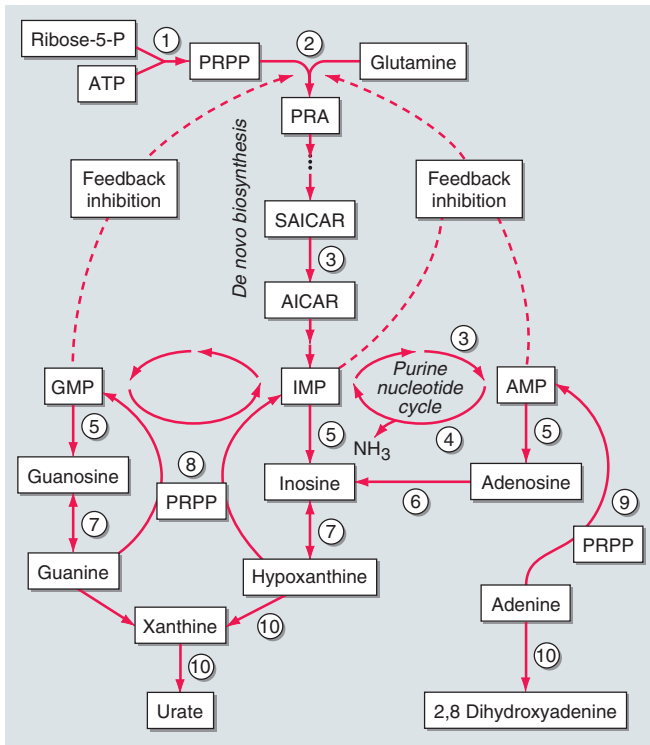 Ribose-5-P
1
2
ATP
PRPP
Glutamine
PRA
De novo biosynthesis
Feedback
inhibition
Feedback
inhibition
SAICAR
3
AICAR
3
GMP
IMP
Purine
nucleotide
cycle
AMP
NH3
4
5
5
5
8
Guanosine
PRPP
Inosine
6
Adenosine
9
7
7
PRPP
Guanine
Hypoxanthine
Adenine
Xanthine
10
10
10
Urate
2,8 Dihydroxyadenine